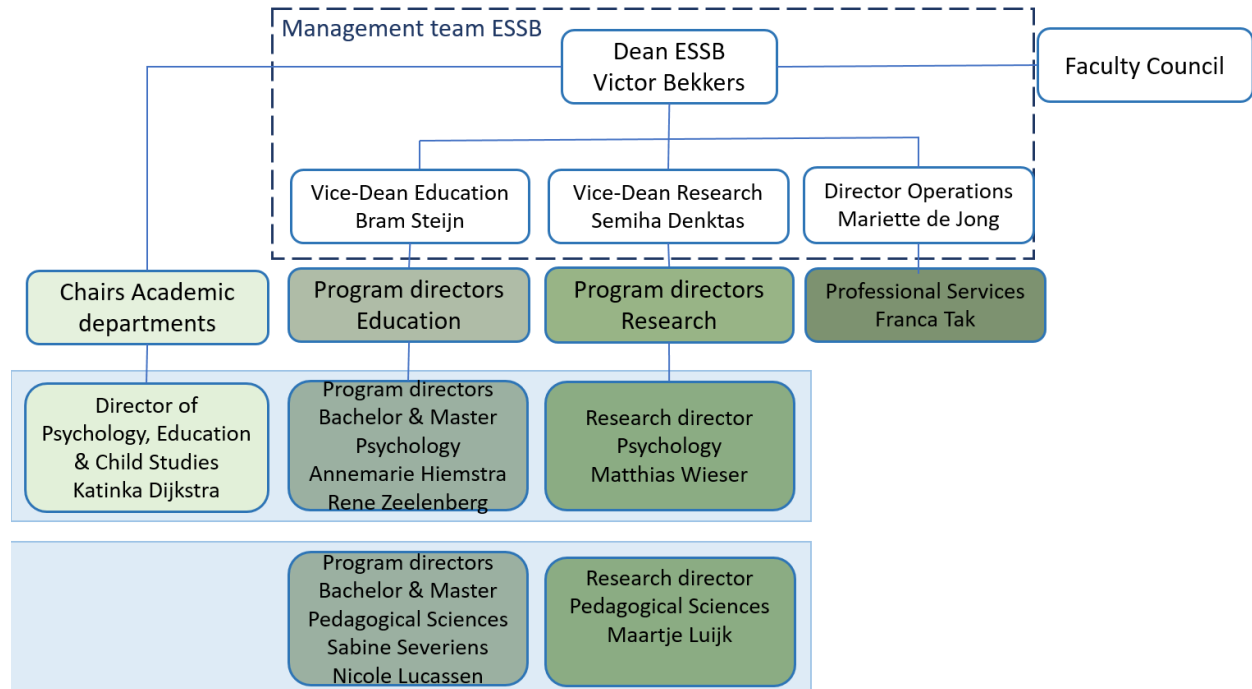 Management team ESSB
Dean ESSB
Victor Bekkers
Faculty Council
Vice-Dean Education
Bram Steijn
Vice-Dean Research
Semiha Denktas
Director Operations
Mariette de Jong
Chairs Academic
departments
Program directors
Education
Program directors
Research
Professional Services
Franca Tak
Director of
Psychology, Education
& Child Studies
Katinka Dijkstra
Program directors
Bachelor & Master
Psychology
Annemarie Hiemstra
Rene Zeelenberg
Research director
Psychology
Matthias Wieser
Program directors
Bachelor & Master
Pedagogical Sciences
Sabine Severiens
Nicole Lucassen
Research director
Pedagogical Sciences
Maartje Luijk